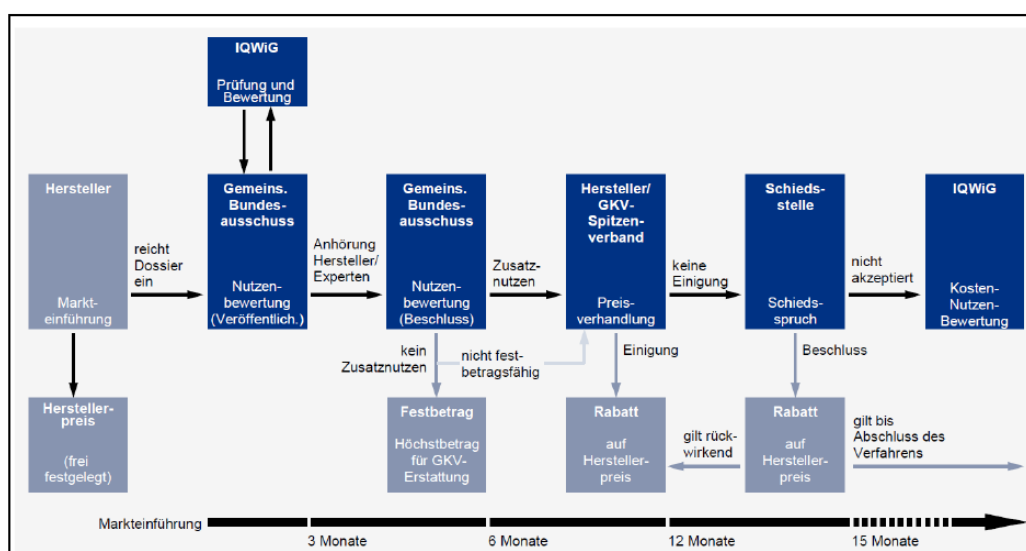 IQWiG
Prüfung und
Bewertung
Hersteller
Markt-
einführung
reicht
Dossier
ein
Gemeins.
Bundes-
ausschuss
Nutzen-
bewertung
(Veröffentlich.)
Anhörung
Hersteller/
Experten
Gemeins.
Bundes-
ausschuss
Nutzen-
bewertung
(Beschluss)
Zusatz-
nutzen
Hersteller/
GKV-
Spitzen-
verband
Preis-
verhandlung
keine
Einigung
Schieds-
stelle
Schieds-
spruch
nicht
akzeptiert
IQWiG
Kosten-
Nutzen-
Bewertung
kein
Zusatznutzen
nicht fest-
betragsfähig
Einigung
Beschluss
Hersteller-
preis
(frei
festgelegt)
Festbetrag
Höchstbetrag
für GKV-
Erstattung
Rabatt
auf
Hersteller-
preis
gilt rück-
wirkend
Rabatt
auf
Hersteller-
preis
gilt bis
Abschluss des
Verfahrens
Markteinführung
3 Monate
6 Monate
12 Monate
15 Monate